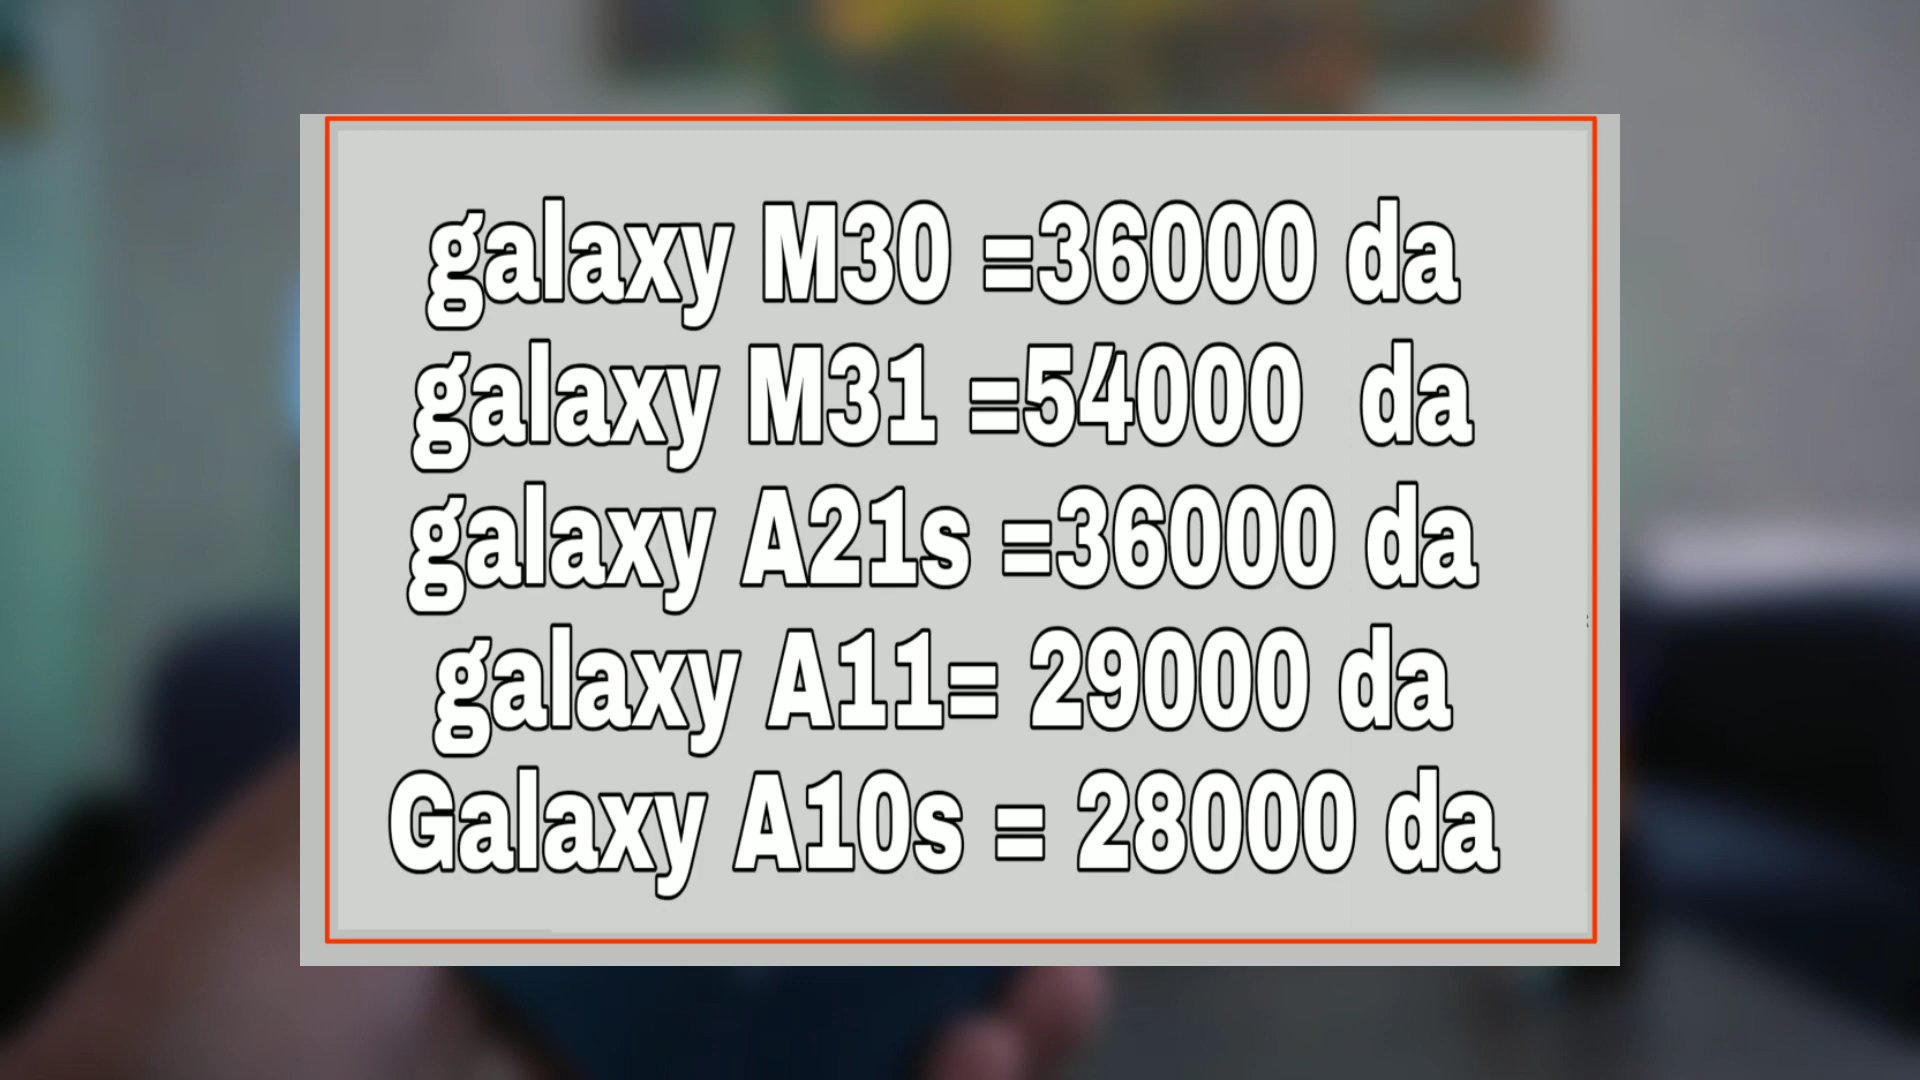 galaxy M30 =36000 da
galaxy M31 =54000 da
galaxy A21s =36000 da
galaxy A11= 29000 da
Galaxy A10s = 28000 da